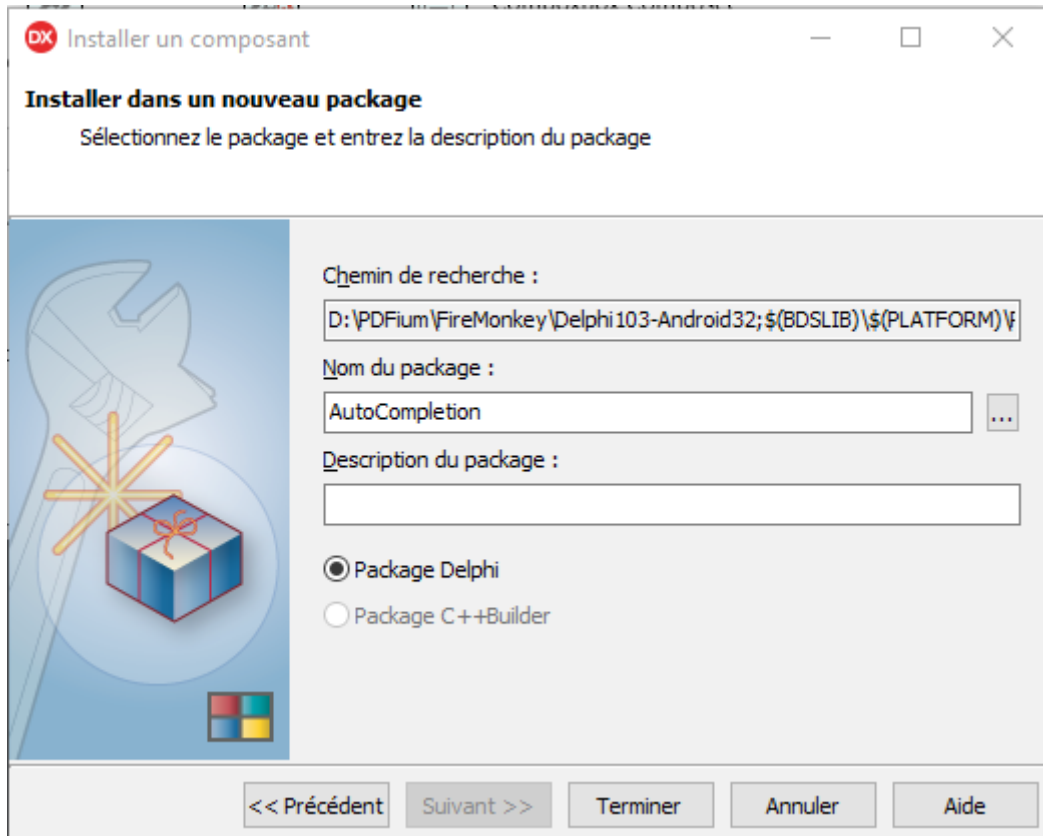 DX Installer un composant
Installer dans un nouveau package
Sélectionnez le package et entrez la description du package
Chemin de recherche :
D:\PDFium\FireMonkey\Delphi103-Android32;$(BDSLIB)\$(PLATFORM)\
Nom du package :
AutoCompletion
...
Description du package :
Package Delphi
Package C++Builder
<< Précédent
Suivant >>
Terminer
Annuler
Aide